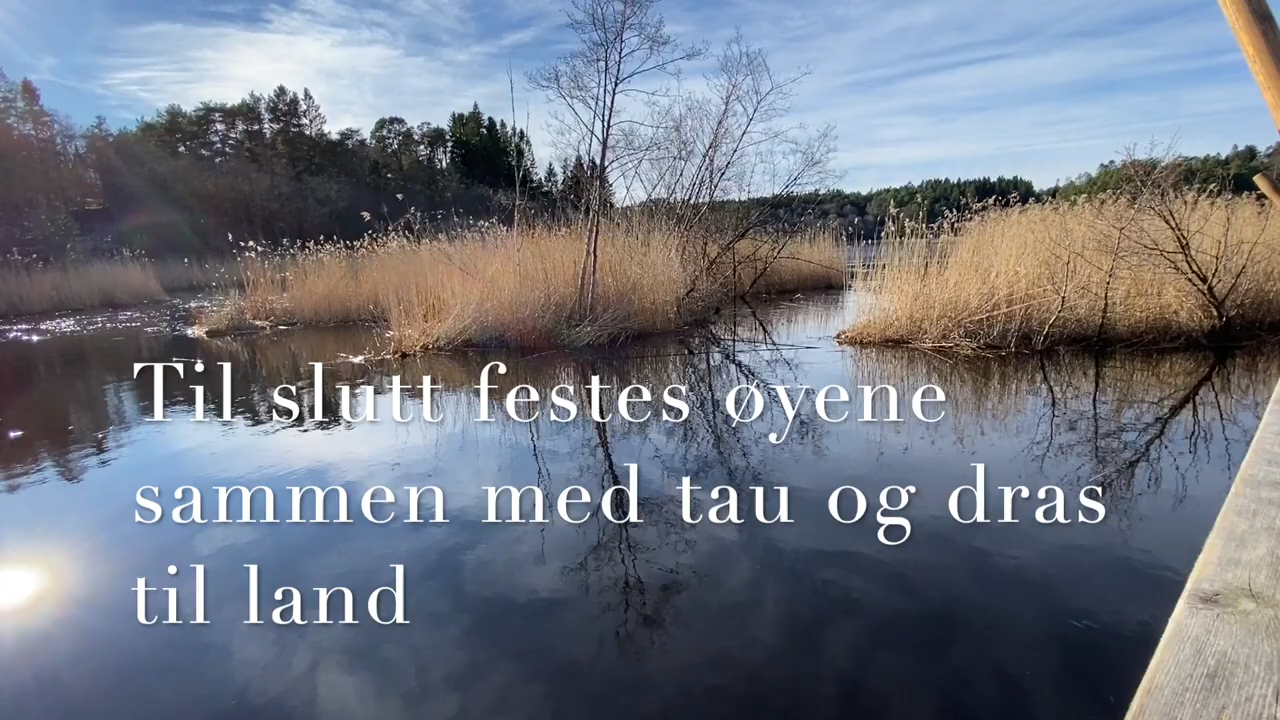 Til slutt festes øyene
sammen med tau og dras
til land